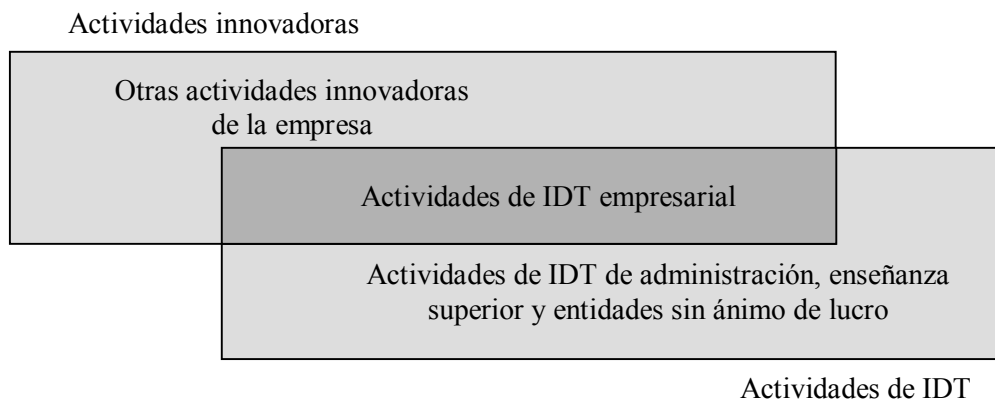 Actividades innovadoras
Otras actividades innovadoras
de la empresa
Actividades de IDT empresarial
Actividades de IDT de administración, enseñanza
superior y entidades sin ánimo de lucro
Actividades de IDT